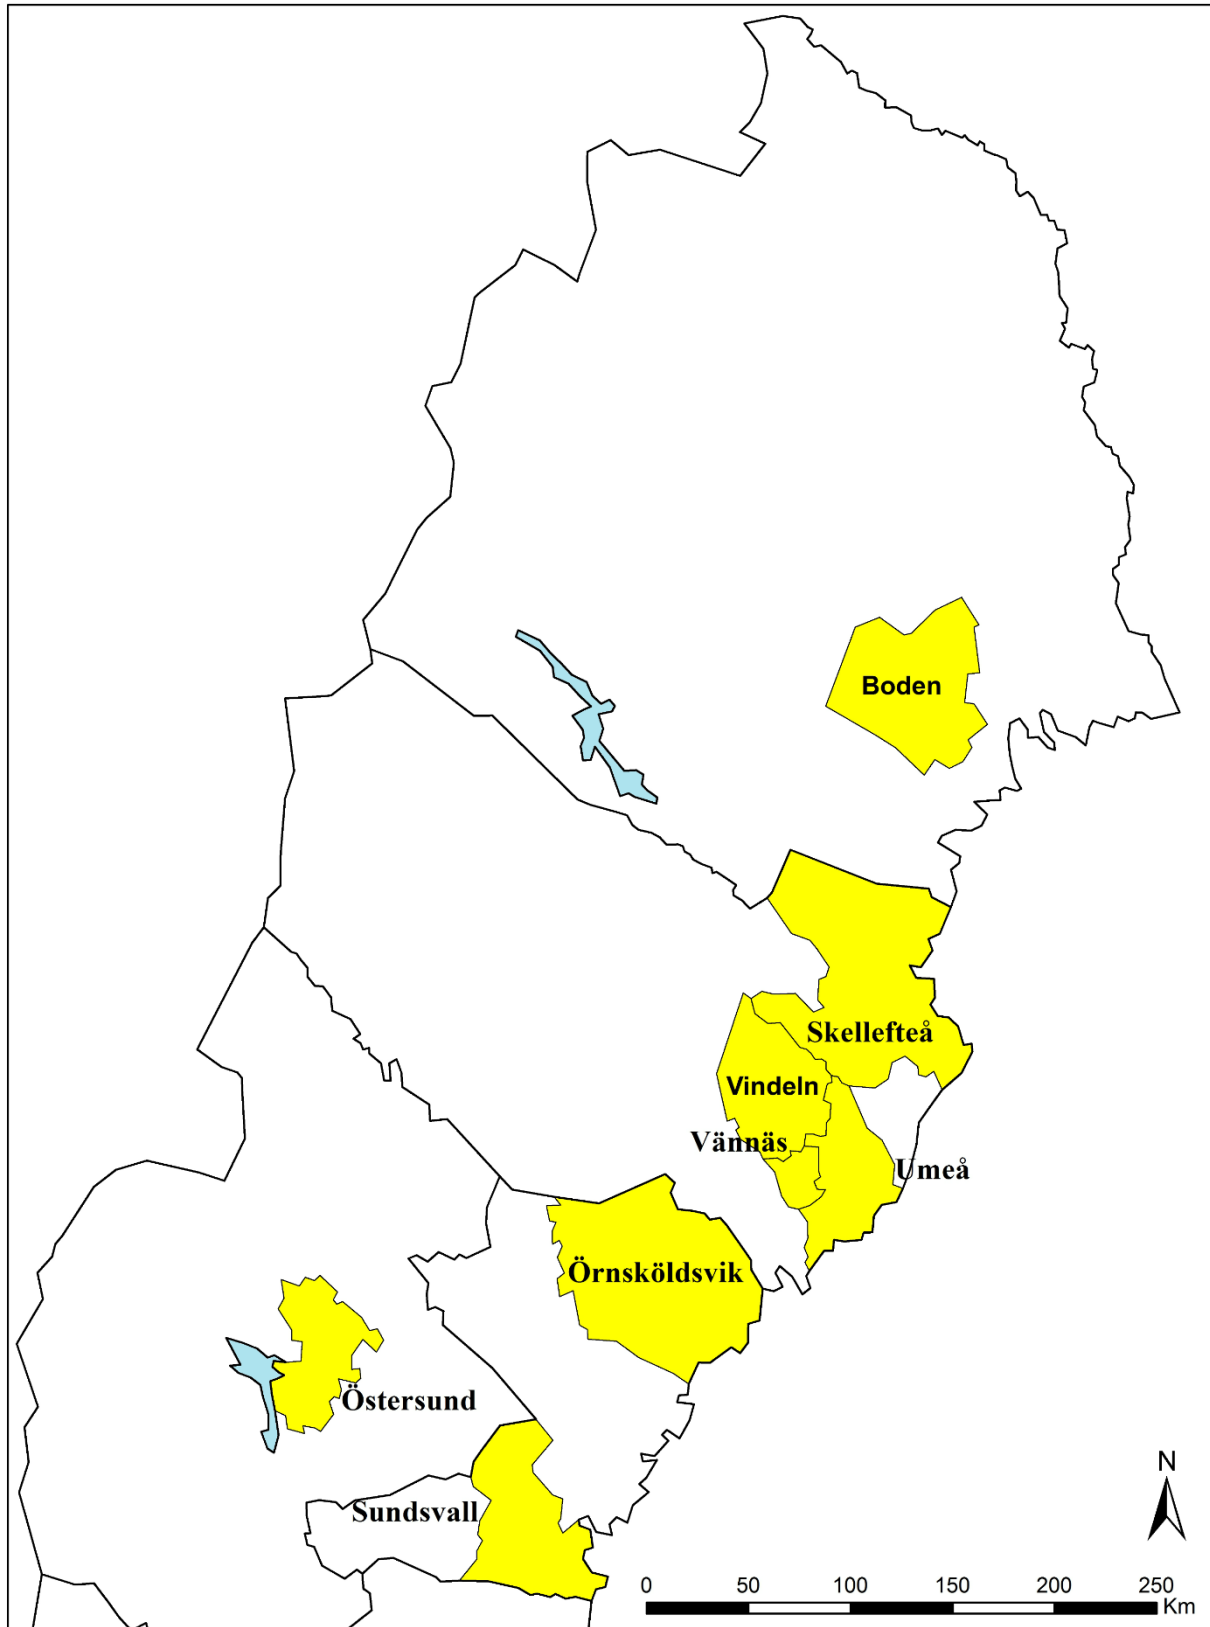 Boden
Skellefteå
Vindeln
Vännäs
Umeå
Örnsköldsvik
Östersund
Sundsvall
N
0 50 100 150 200 250
Km